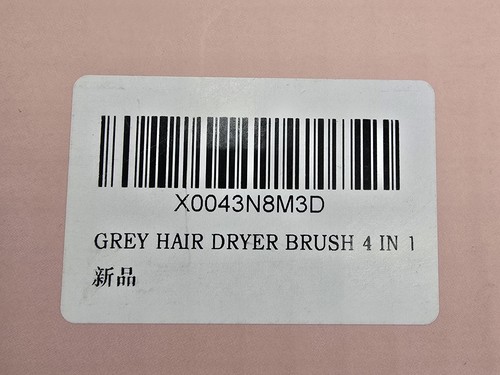 X0043N8M3D
GREY HAIR DRYER BRUSH 4 IN 1
新品